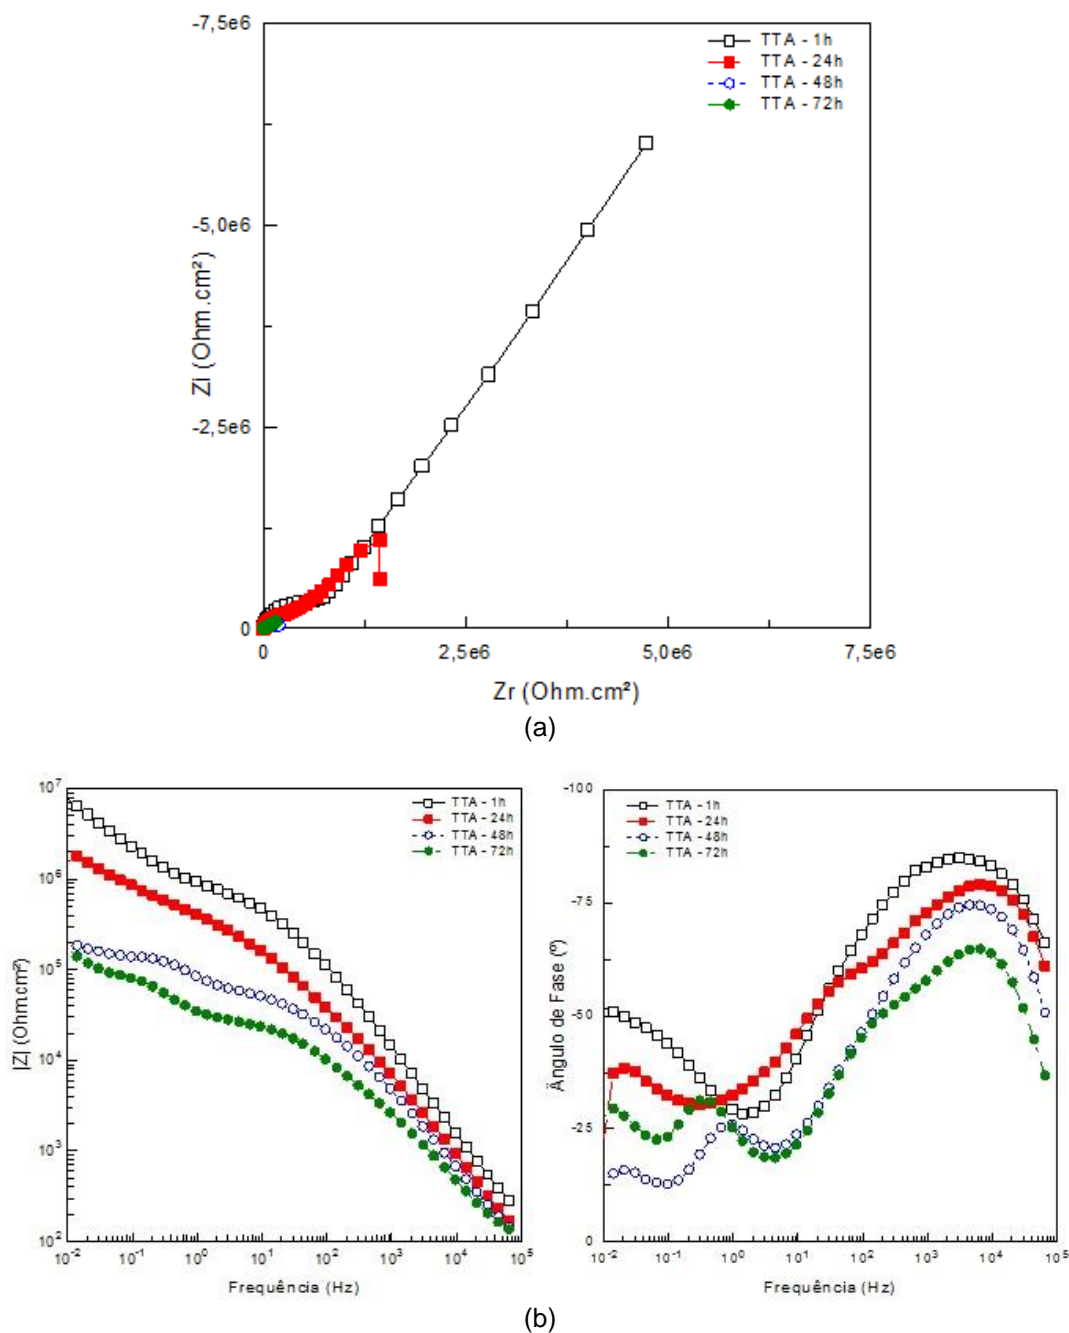 -7,5e6
TTA - 1h
TTA - 24h
TTA - 48h
TTA - 72h
-5,0e6
Zi (Ohm.cm²)
-2,5e6
0
0 2,5e6 5,0e6 7,5e6
Zr (Ohm.cm²)
(a)
10⁷
TTA - 1h
TTA - 24h
TTA - 48h
TTA - 72h
10⁶
10⁵
|Z| (Ohmcm²)
10⁴
10³
10²
10⁻² 10⁻¹ 10⁰ 10¹ 10² 10³ 10⁴ 10⁵
Frequência (Hz)
-100
TTA - 1h
TTA - 24h
TTA - 48h
TTA - 72h
-75
-50
Ângulo de Fase (º)
-25
0
10⁻² 10⁻¹ 10⁰ 10¹ 10² 10³ 10⁴ 10⁵
Frequência (Hz)
(b)